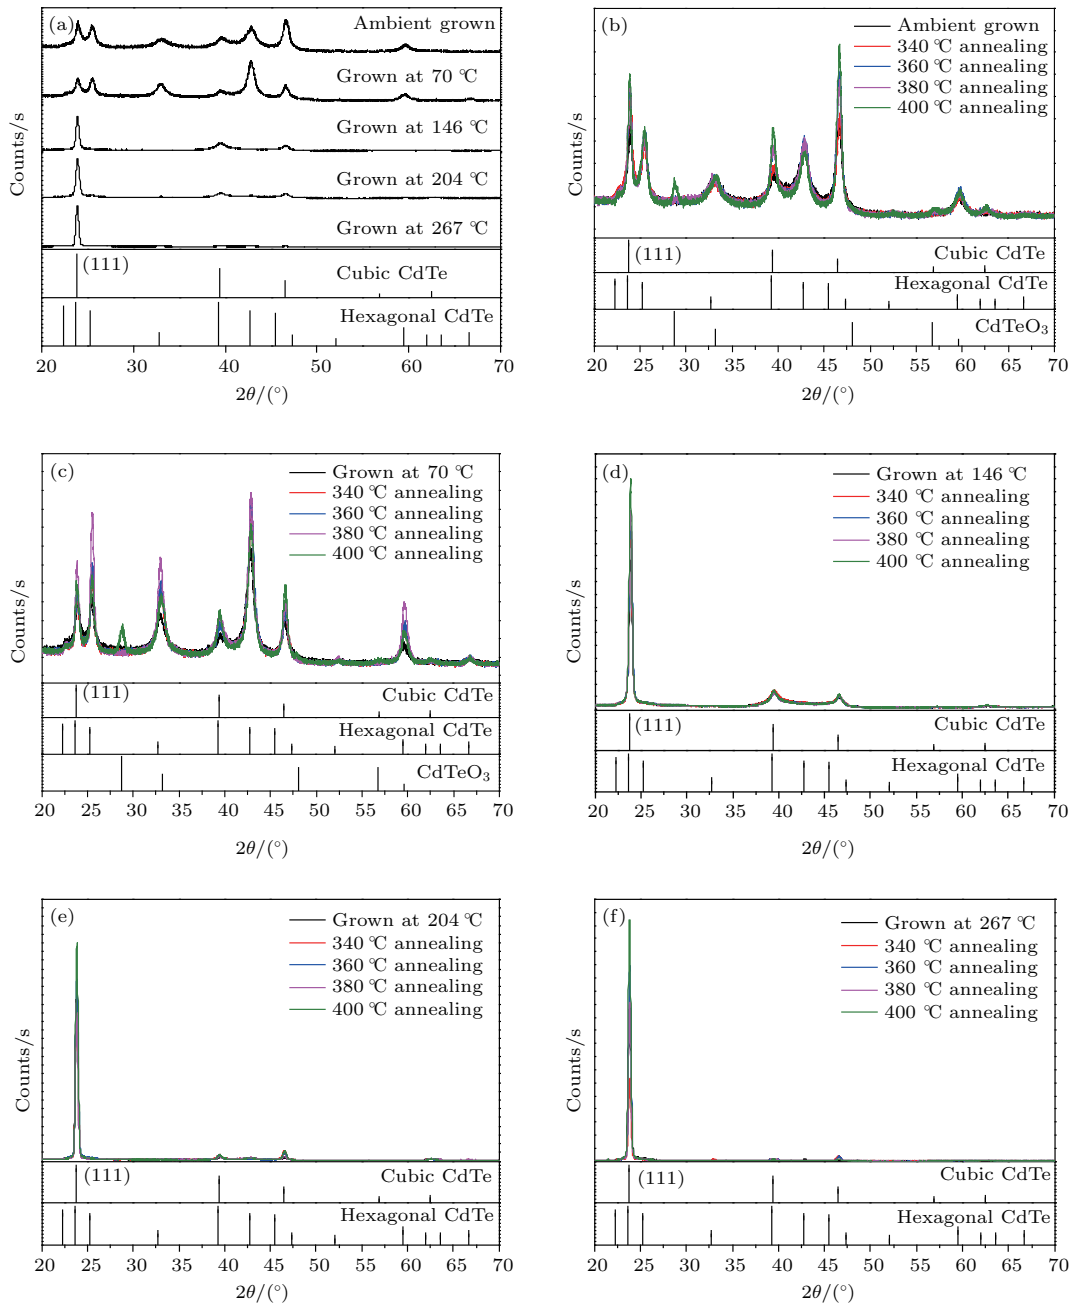 (a)
Ambient grown
Grown at 70 ℃
Grown at 146 ℃
Grown at 204 ℃
Grown at 267 ℃
(111)
Cubic CdTe
Hexagonal CdTe
Counts/s
20 30 40 50 60 70
2θ/(°)
(b)
Ambient grown
340 ℃ annealing
360 ℃ annealing
380 ℃ annealing
400 ℃ annealing
(111)
Cubic CdTe
Hexagonal CdTe
CdTeO₃
Counts/s
20 25 30 35 40 45 50 55 60 65 70
2θ/(°)
(c)
Grown at 70 ℃
340 ℃ annealing
360 ℃ annealing
380 ℃ annealing
400 ℃ annealing
(111)
Cubic CdTe
Hexagonal CdTe
CdTeO₃
Counts/s
20 25 30 35 40 45 50 55 60 65 70
2θ/(°)
(d)
Grown at 146 ℃
340 ℃ annealing
360 ℃ annealing
380 ℃ annealing
400 ℃ annealing
(111)
Cubic CdTe
Hexagonal CdTe
Counts/s
20 25 30 35 40 45 50 55 60 65 70
2θ/(°)
(e)
Grown at 204 ℃
340 ℃ annealing
360 ℃ annealing
380 ℃ annealing
400 ℃ annealing
(111)
Cubic CdTe
Hexagonal CdTe
Counts/s
20 25 30 35 40 45 50 55 60 65 70
2θ/(°)
(f)
Grown at 267 ℃
340 ℃ annealing
360 ℃ annealing
380 ℃ annealing
400 ℃ annealing
(111)
Cubic CdTe
Hexagonal CdTe
Counts/s
20 25 30 35 40 45 50 55 60 65 70
2θ/(°)